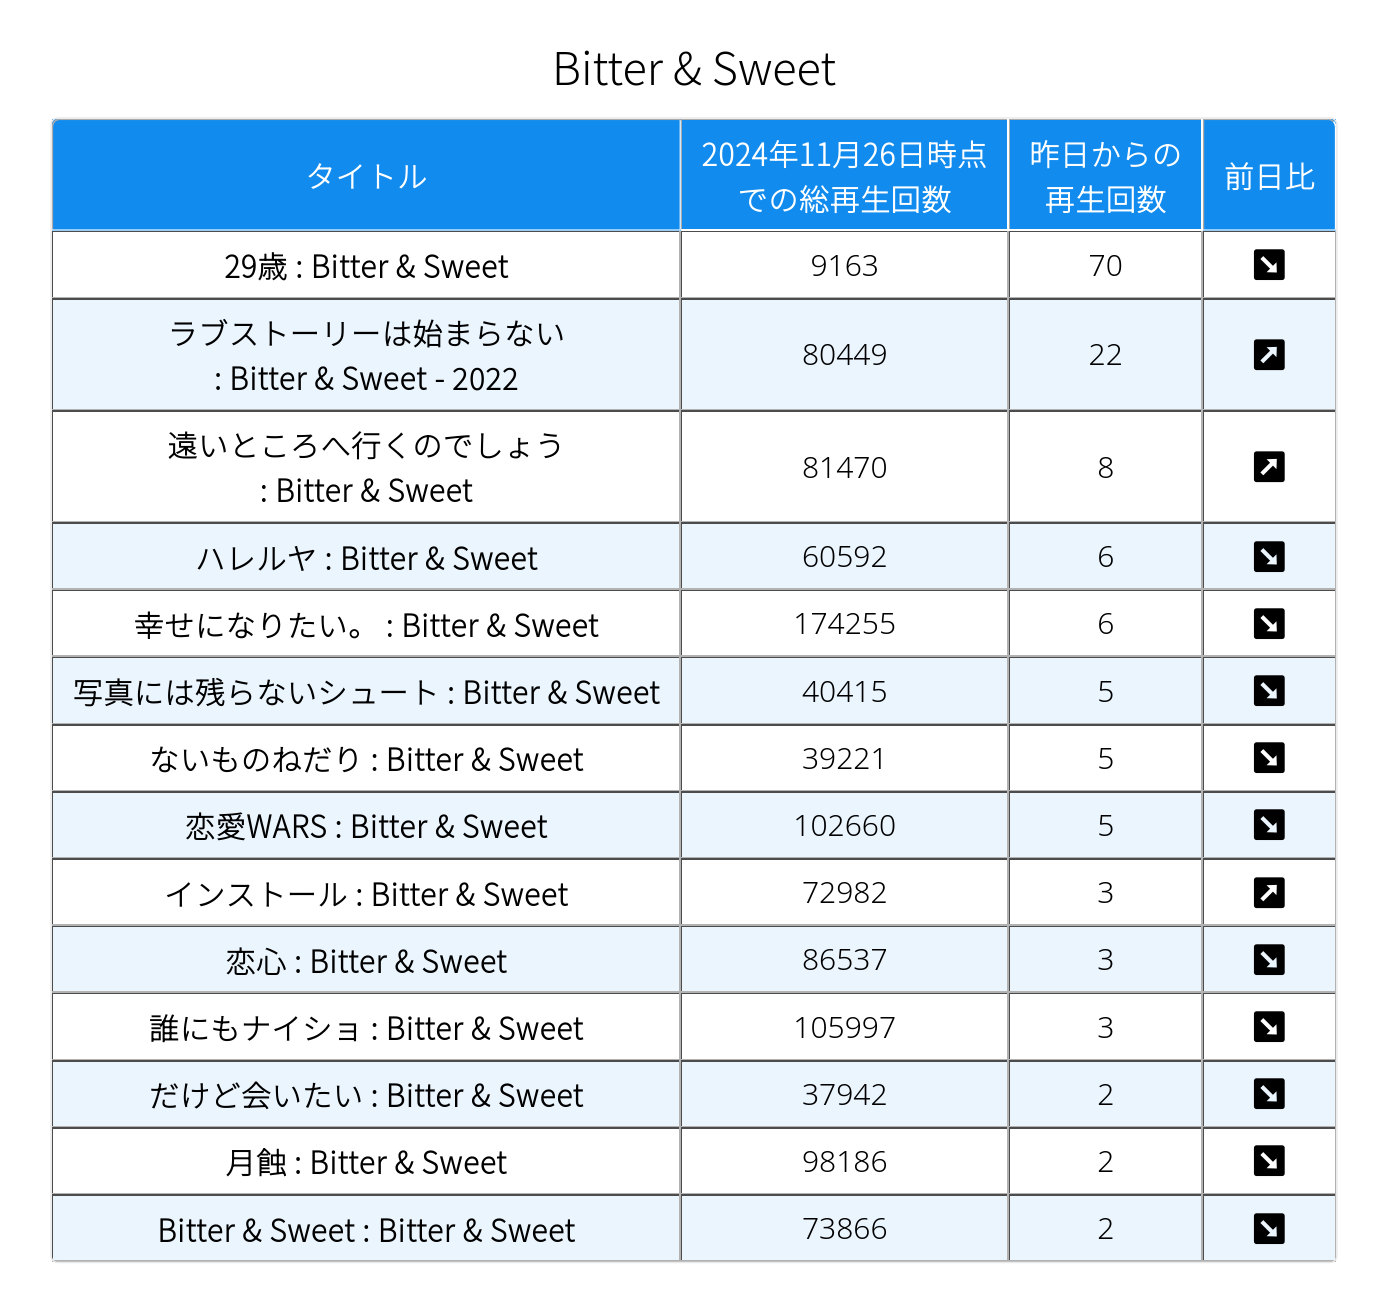 Bitter & Sweet
タイトル
2024年11月26日時点
での総再生回数
昨日からの
再生回数
前日比
29歳 : Bitter & Sweet
9163
70
↘
ラブストーリーは始まらない
: Bitter & Sweet - 2022
80449
22
↗
遠いところへ行くのでしょう
: Bitter & Sweet
81470
8
↗
ハレルヤ : Bitter & Sweet
60592
6
↘
幸せになりたい。 : Bitter & Sweet
174255
6
↘
写真には残らないシュート : Bitter & Sweet
40415
5
↘
ないものねだり : Bitter & Sweet
39221
5
↘
恋愛WARS : Bitter & Sweet
102660
5
↘
インストール : Bitter & Sweet
72982
3
↗
恋心 : Bitter & Sweet
86537
3
↘
誰にもナイショ : Bitter & Sweet
105997
3
↘
だけど会いたい : Bitter & Sweet
37942
2
↘
月蝕 : Bitter & Sweet
98186
2
↘
Bitter & Sweet : Bitter & Sweet
73866
2
↘